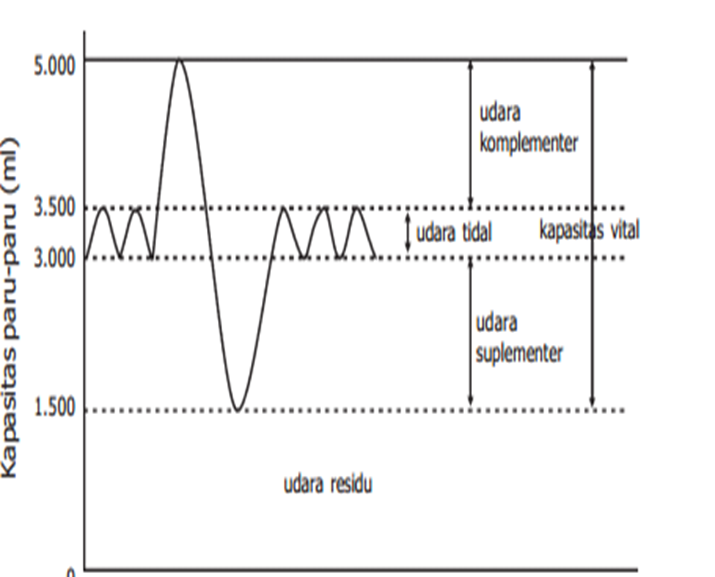 Kapasitas paru-paru (ml)
5.000
udara
komplementer
3.500
udara tidal
kapasitas vital
3.000
udara
suplementer
1.500
udara residu
0